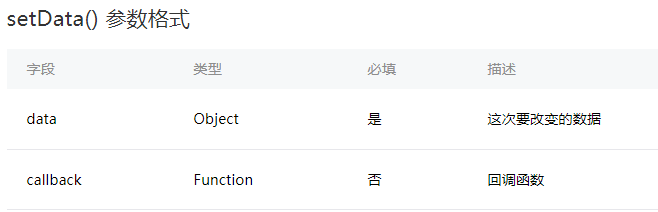 setData() 参数格式
字段 类型 必填 描述
data Object 是 这次要改变的数据
callback Function 否 回调函数